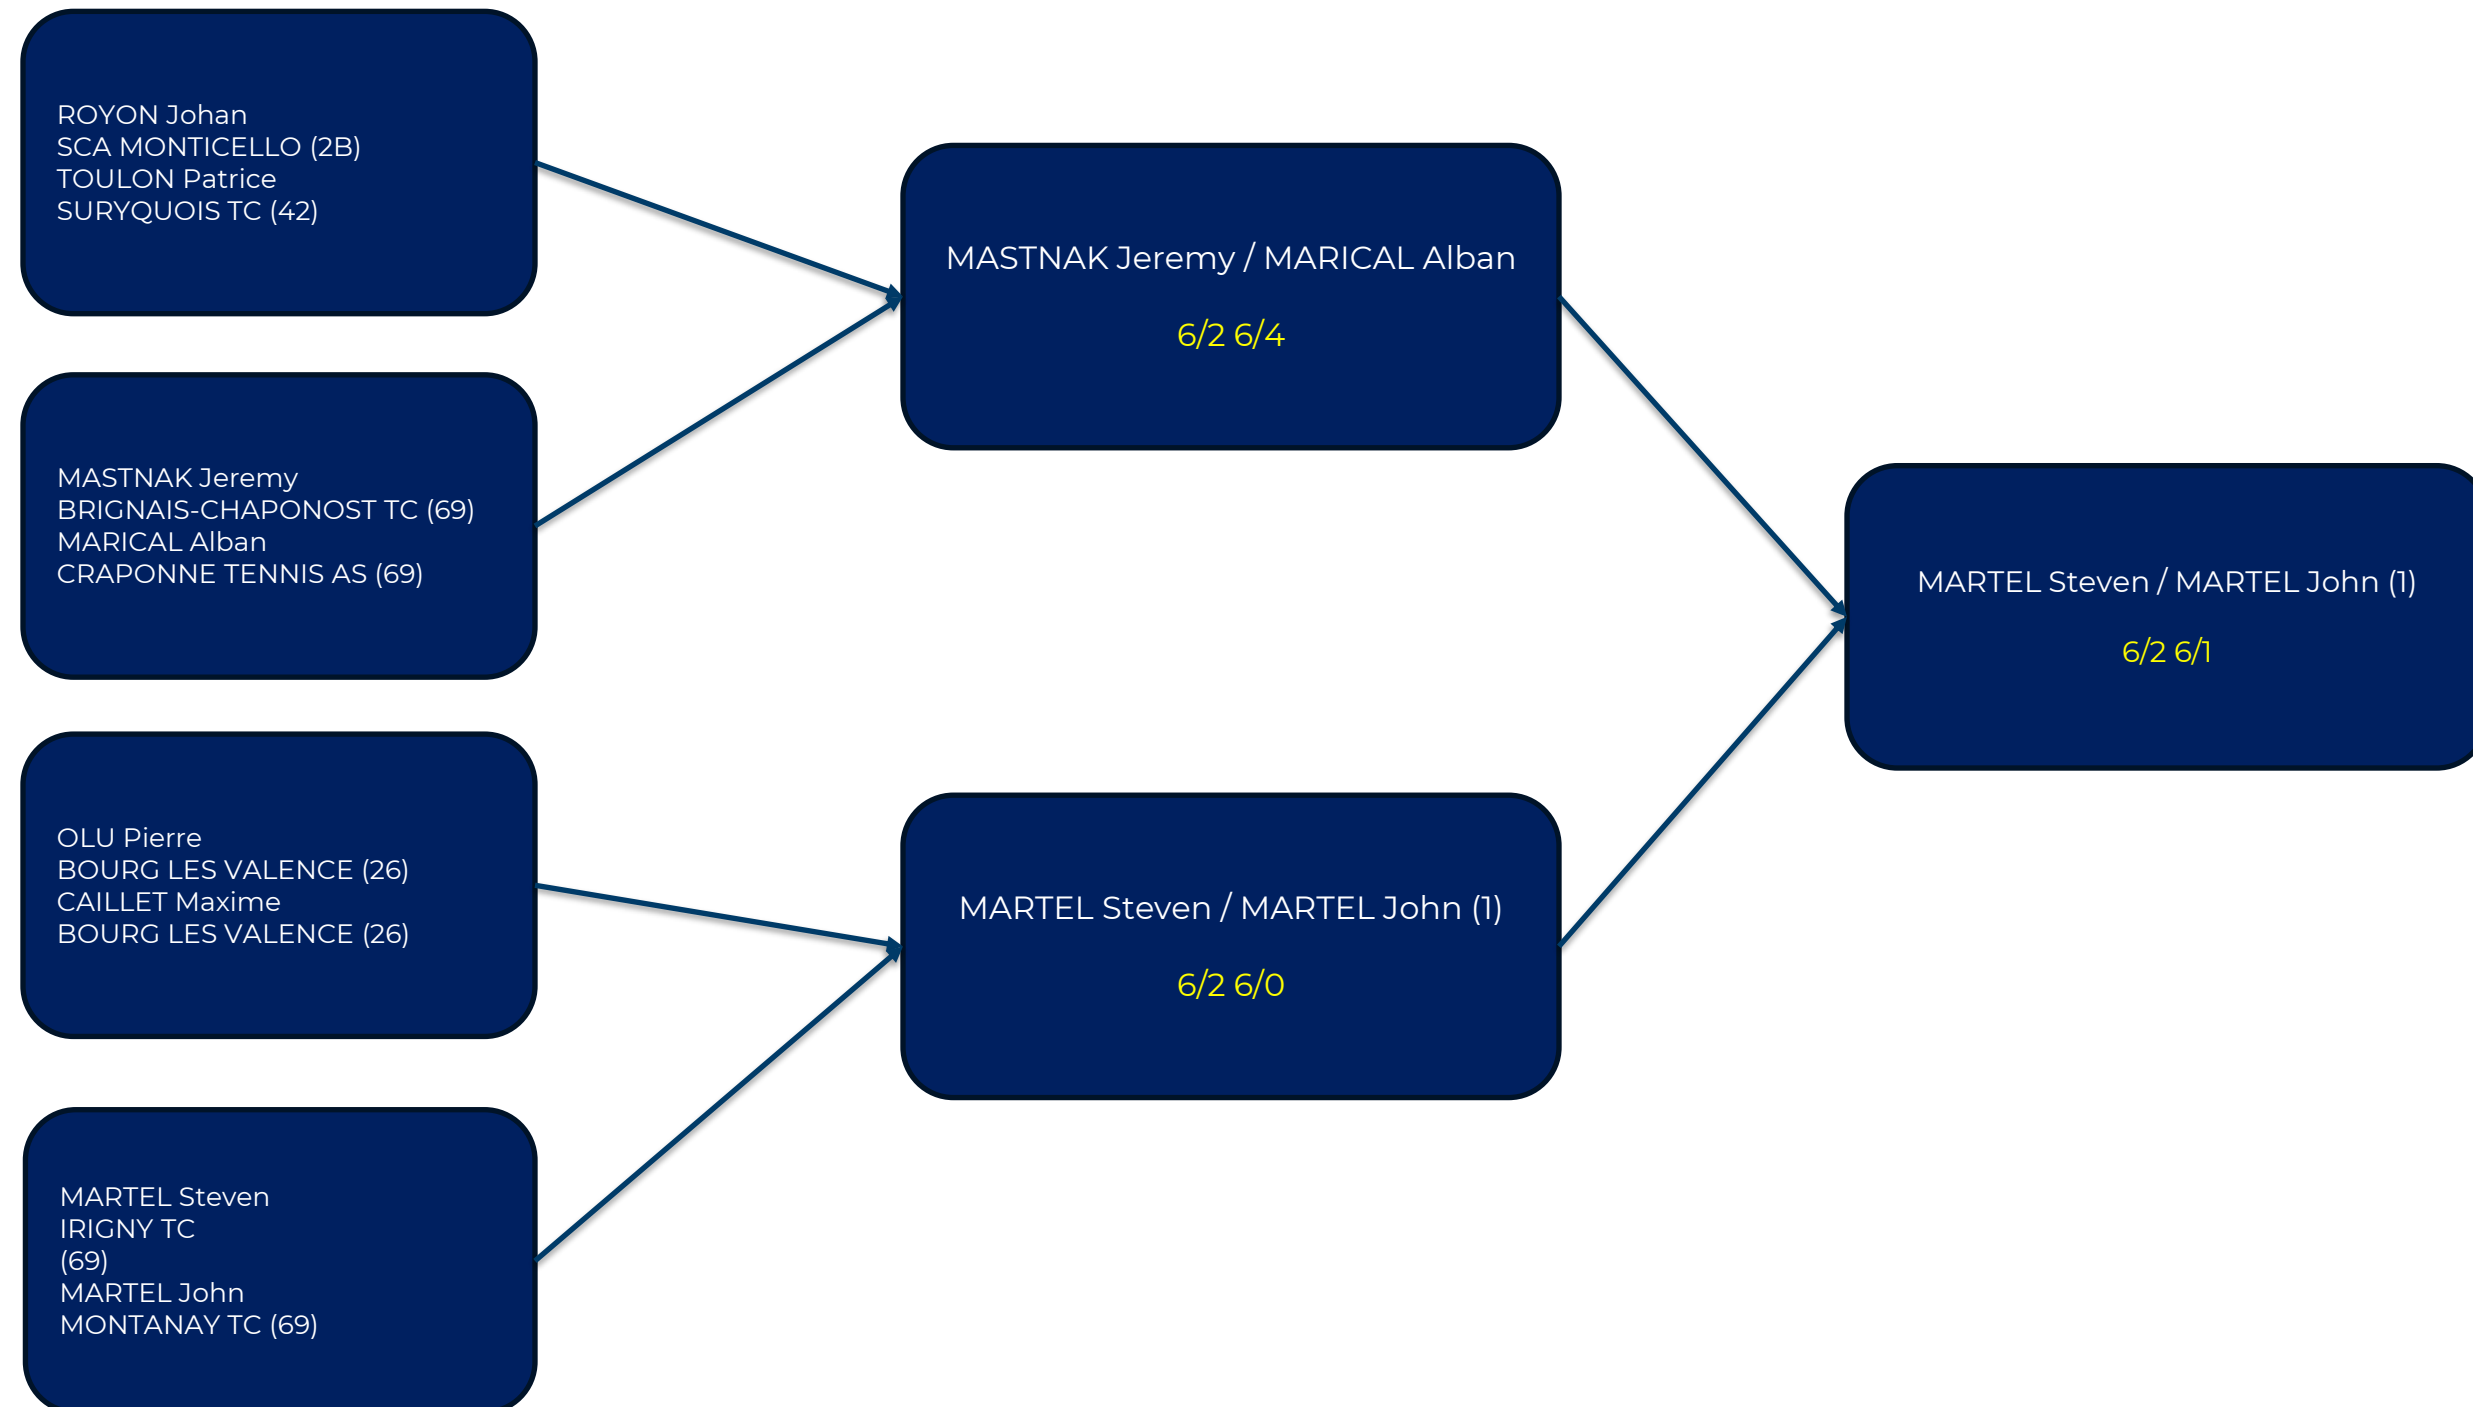 ROYON Johan
SCA MONTICELLO (2B)
TOULON Patrice
SURYQUOIS TC (42)
MASTNAK Jeremy
BRIGNAIS-CHAPONOST TC (69)
MARICAL Alban
CRAPONNE TENNIS AS (69)
OLU Pierre
BOURG LES VALENCE (26)
CAILLET Maxime
BOURG LES VALENCE (26)
MARTEL Steven
IRIGNY TC
(69)
MARTEL John
MONTANAY TC (69)
MASTNAK Jeremy / MARICAL Alban
6/2 6/4
MARTEL Steven / MARTEL John (1)
6/2 6/0
MARTEL Steven / MARTEL John (1)
6/2 6/1